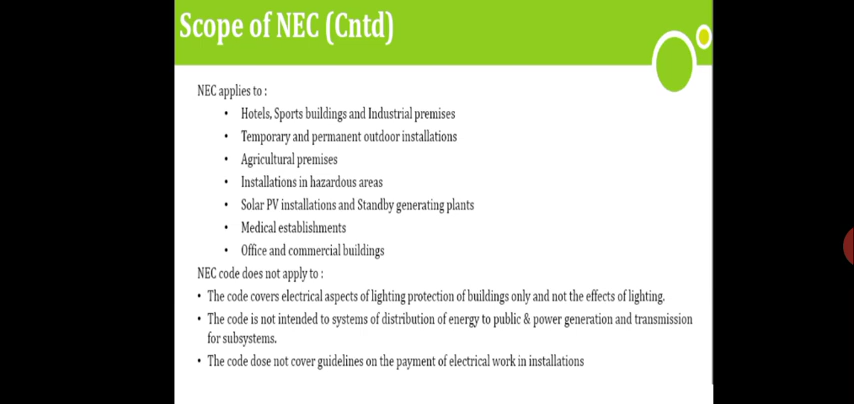 Scope of NEC (Cntd)
NEC applies to :
• Hotels, Sports buildings and Industrial premises
• Temporary and permanent outdoor installations
• Agricultural premises
• Installations in hazardous areas
• Solar PV installations and Standby generating plants
• Medical establishments
• Office and commercial buildings
NEC code does not apply to :
• The code covers electrical aspects of lighting protection of buildings only and not the effects of lighting.
• The code is not intended to systems of distribution of energy to public & power generation and transmission
for subsystems.
• The code dose not cover guidelines on the payment of electrical work in installations